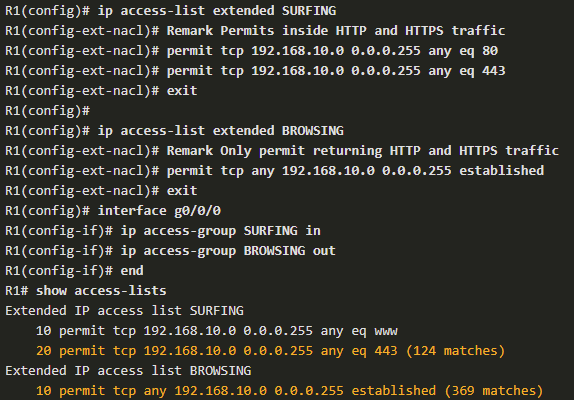 R1(config)# ip access-list extended SURFING
R1(config-ext-nacl)# Remark Permits inside HTTP and HTTPS traffic
R1(config-ext-nacl)# permit tcp 192.168.10.0 0.0.0.255 any eq 80
R1(config-ext-nacl)# permit tcp 192.168.10.0 0.0.0.255 any eq 443
R1(config-ext-nacl)# exit
R1(config)#
R1(config)# ip access-list extended BROWSING
R1(config-ext-nacl)# Remark Only permit returning HTTP and HTTPS traffic
R1(config-ext-nacl)# permit tcp any 192.168.10.0 0.0.0.255 established
R1(config-ext-nacl)# exit
R1(config)# interface g0/0/0
R1(config-if)# ip access-group SURFING in
R1(config-if)# ip access-group BROWSING out
R1(config-if)# end
R1# show access-lists
Extended IP access list SURFING
    10 permit tcp 192.168.10.0 0.0.0.255 any eq www
    20 permit tcp 192.168.10.0 0.0.0.255 any eq 443 (124 matches)
Extended IP access list BROWSING
    10 permit tcp any 192.168.10.0 0.0.0.255 established (369 matches)